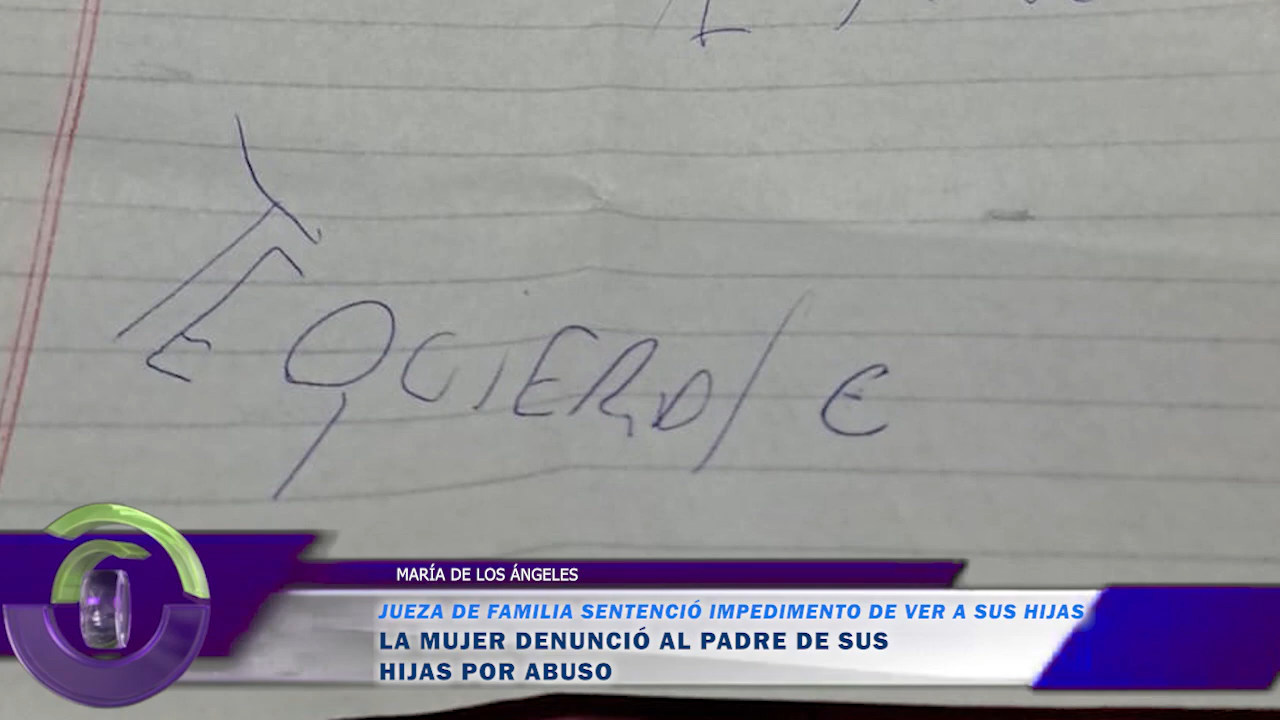 TE QUIERO/E
MARÍA DE LOS ÁNGELES
JUEZA DE FAMILIA SENTENCIÓ IMPEDIMENTO DE VER A SUS HIJAS
LA MUJER DENUNCIÓ AL PADRE DE SUS
HIJAS POR ABUSO